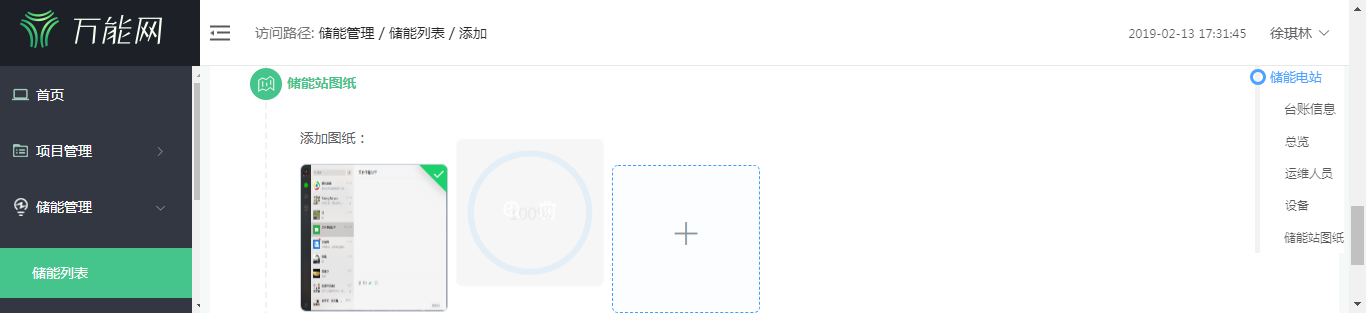 万能网
访问路径: 储能管理 / 储能列表 / 添加
2019-02-13 17:31:45
徐琪林
首页
项目管理
储能管理
储能列表
储能站图纸
添加图纸：
100%
储能电站
台账信息
总览
运维人员
设备
储能站图纸